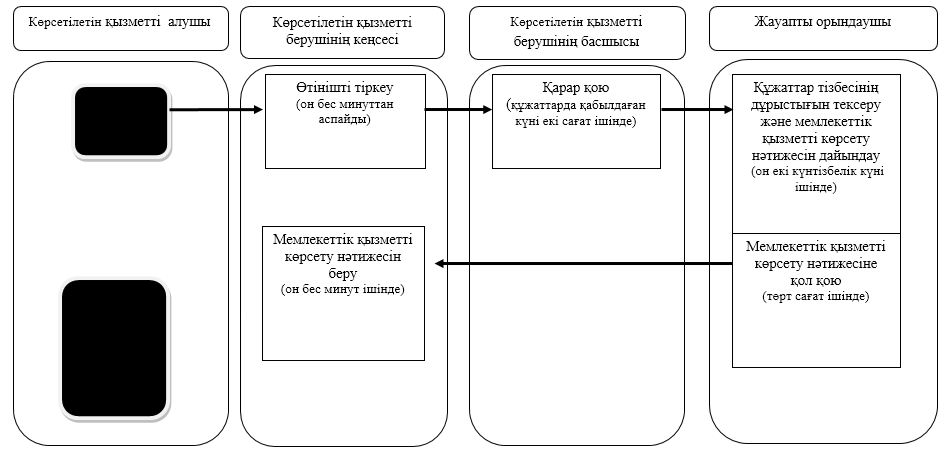 Көрсетілетін қызметті алушы
Көрсетілетін қызметті
берушінің кеңсесі
Көрсетілетін қызметті
берушінің басшысы
Жауапты орындаушы
Өтінішті тіркеу
(он бес минуттан
аспайды)
Қарар қою
(құжаттарда қабылдаған
күні екі сағат ішінде)
Құжаттар тізбесінің
дұрыстығын тексеру
және мемлекеттік
қызметті көрсету
нәтижесін дайындау
(он екі күнтізбелік күні
ішінде)
Мемлекеттік қызметті
көрсету нәтижесін
беру
(он бес минут ішінде)
Мемлекеттік қызметті
көрсету нәтижесіне
қол қою
(төрт сағат ішінде)